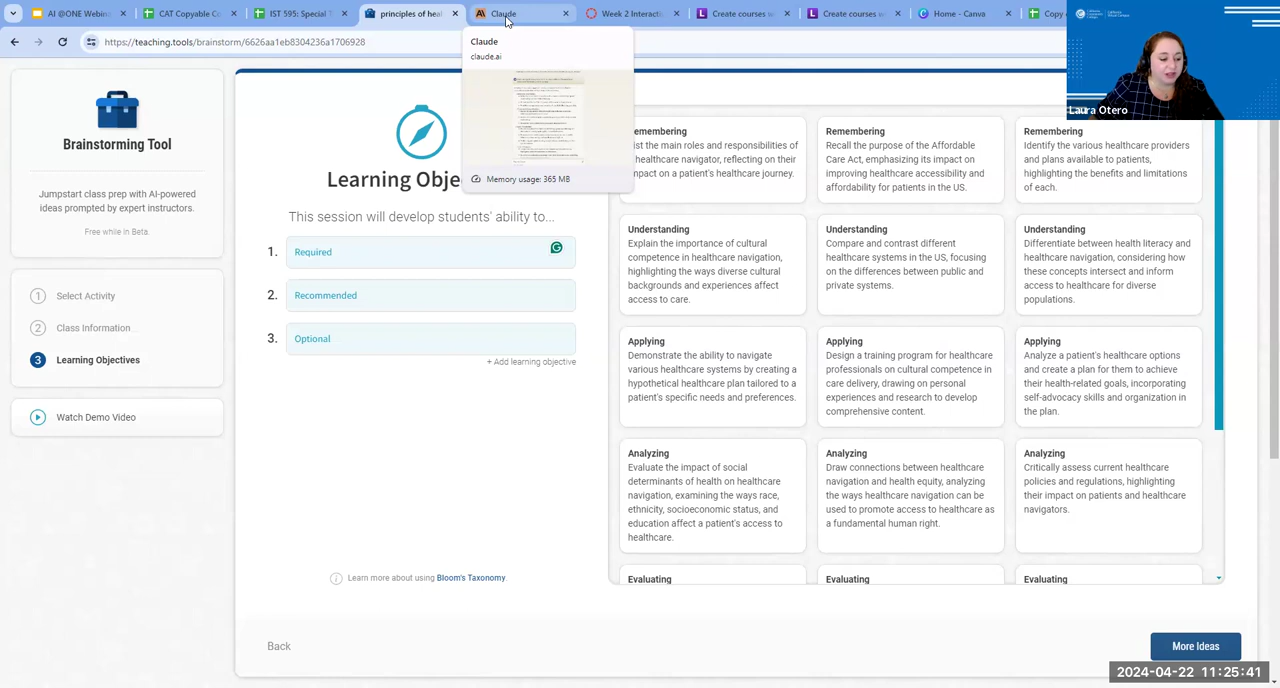 AI @ONE Webin
CAT Copyable C
IST 595: Special T
principles of heal
Claude
Week 2 Interacti
Create courses w
Create courses w
Home - Canva
Copy
https://teaching.tools/brainstorm/6626aa1eb8304236a1706928
Claude
claude.ai
Memory usage: 365 MB
Laura Otero
Brainstorming Tool
Jumpstart class prep with AI-powered
ideas prompted by expert instructors.
Free while in Beta.
1 Select Activity
2 Class Information
3 Learning Objectives
Watch Demo Video
Learning Obje
This session will develop students' ability to...
1. Required
2. Recommended
3. Optional
+ Add learning objective
Learn more about using Bloom's Taxonomy.
Back
emembering
ist the main roles and responsibilities of
healthcare navigator, reflecting on their
mpact on a patient's healthcare journey.
Remembering
Recall the purpose of the Affordable
Care Act, emphasizing its impact on
improving healthcare accessibility and
affordability for patients in the US.
Remembering
Identify the various healthcare providers
and plans available to patients,
highlighting the benefits and limitations
of each.
Understanding
Explain the importance of cultural
competence in healthcare navigation,
highlighting the ways diverse cultural
backgrounds and experiences affect
access to care.
Understanding
Compare and contrast different
healthcare systems in the US, focusing
on the differences between public and
private systems.
Understanding
Differentiate between health literacy and
healthcare navigation, considering how
these concepts intersect and inform
access to healthcare for diverse
populations.
Applying
Demonstrate the ability to navigate
various healthcare systems by creating a
hypothetical healthcare plan tailored to a
patient's specific needs and preferences.
Applying
Design a training program for healthcare
professionals on cultural competence in
care delivery, drawing on personal
experiences and research to develop
comprehensive content.
Applying
Analyze a patient's healthcare options
and create a plan for them to achieve
their health-related goals, incorporating
self-advocacy skills and organization in
the plan.
Analyzing
Evaluate the impact of social
determinants of health on healthcare
navigation, examining the ways race,
ethnicity, socioeconomic status, and
education affect a patient's access to
healthcare.
Analyzing
Draw connections between healthcare
navigation and health equity, analyzing
the ways healthcare navigation can be
used to promote access to healthcare as
a fundamental human right.
Analyzing
Critically assess current healthcare
policies and regulations, highlighting
their impact on patients and healthcare
navigators.
Evaluating
Evaluating
Evaluating
More Ideas
2024-04-22 11:25:41